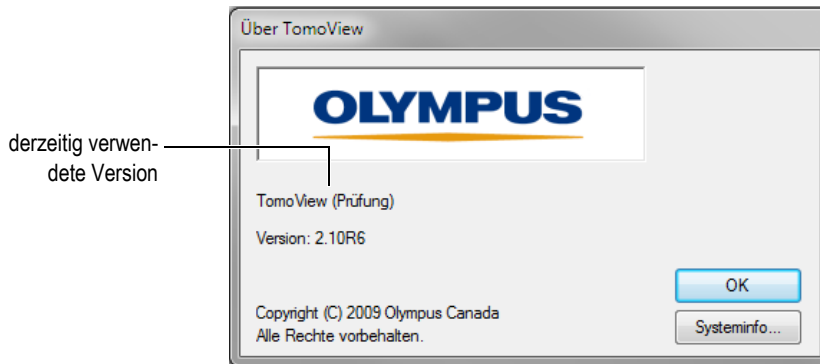 Über TomoView
OLYMPUS
derzeitig verwen-
dete Version
TomoView (Prüfung)
Version: 2.10R6
OK
Copyright (C) 2009 Olympus Canada
Alle Rechte vorbehalten.
Systeminfo...